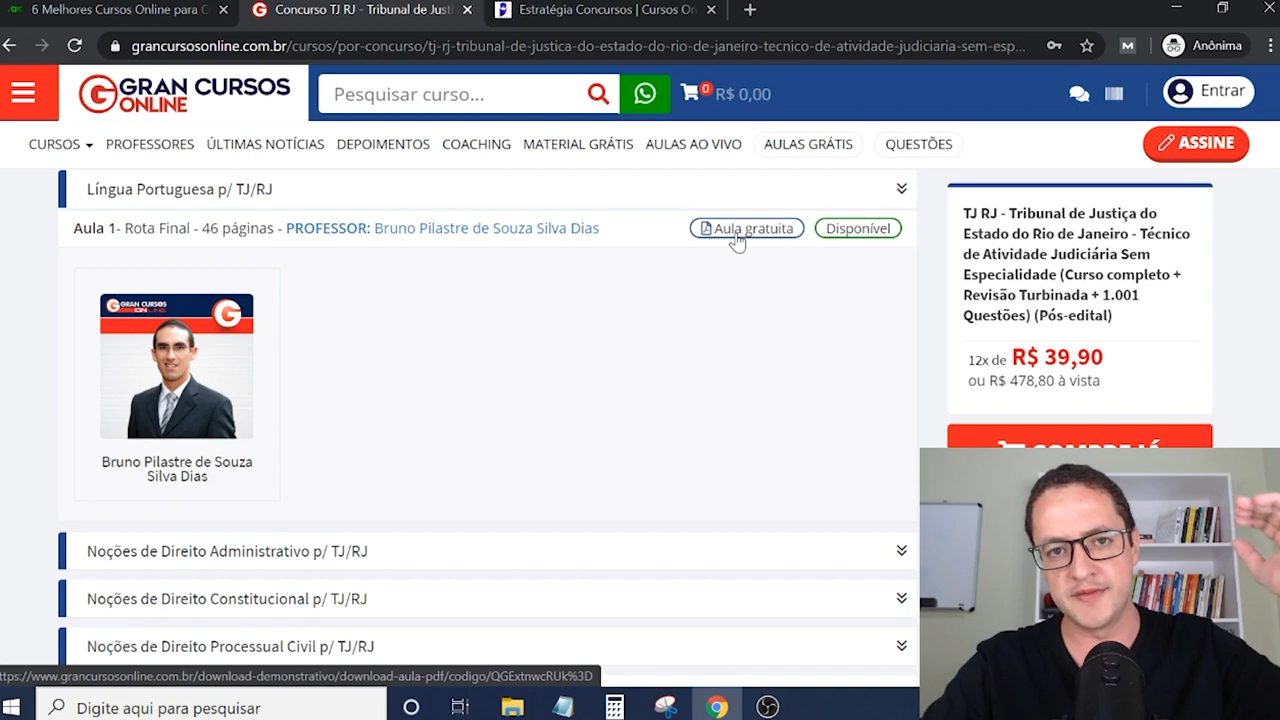 6 Melhores Cursos Online para C
Concurso TJ RJ - Tribunal de Justi
Estratégia Concursos | Cursos On
grancursosonline.com.br/cursos/por-concurso/tj-rj-tribunal-de-justica-do-estado-do-rio-de-janeiro-tecnico-de-atividade-judiciaria-sem-esp...
Anônima
GRAN CURSOS
ONLINE
Pesquisar curso...
0
R$ 0,00
Entrar
CURSOS
PROFESSORES
ÚLTIMAS NOTÍCIAS
DEPOIMENTOS
COACHING
MATERIAL GRÁTIS
AULAS AO VIVO
AULAS GRÁTIS
QUESTÕES
ASSINE
Língua Portuguesa p/ TJ/RJ
Aula 1- Rota Final - 46 páginas - PROFESSOR: Bruno Pilastre de Souza Silva Dias
Aula gratuita
Disponível
GRAN CURSOS
ONLINE
G
Bruno Pilastre de Souza
Silva Dias
TJ RJ - Tribunal de Justiça do
Estado do Rio de Janeiro - Técnico
de Atividade Judiciária Sem
Especialidade (Curso completo +
Revisão Turbinada + 1.001
Questões) (Pós-edital)
12x de R$ 39,90
ou R$ 478,80 à vista
COMPRE JÁ
Noções de Direito Administrativo p/ TJ/RJ
Noções de Direito Constitucional p/ TJ/RJ
Noções de Direito Processual Civil p/ TJ/RJ
ttps://www.grancursosonline.com.br/download-demonstrativo/download-aula-pdf/codigo/QGExtnwcRUk%3D
Digite aqui para pesquisar